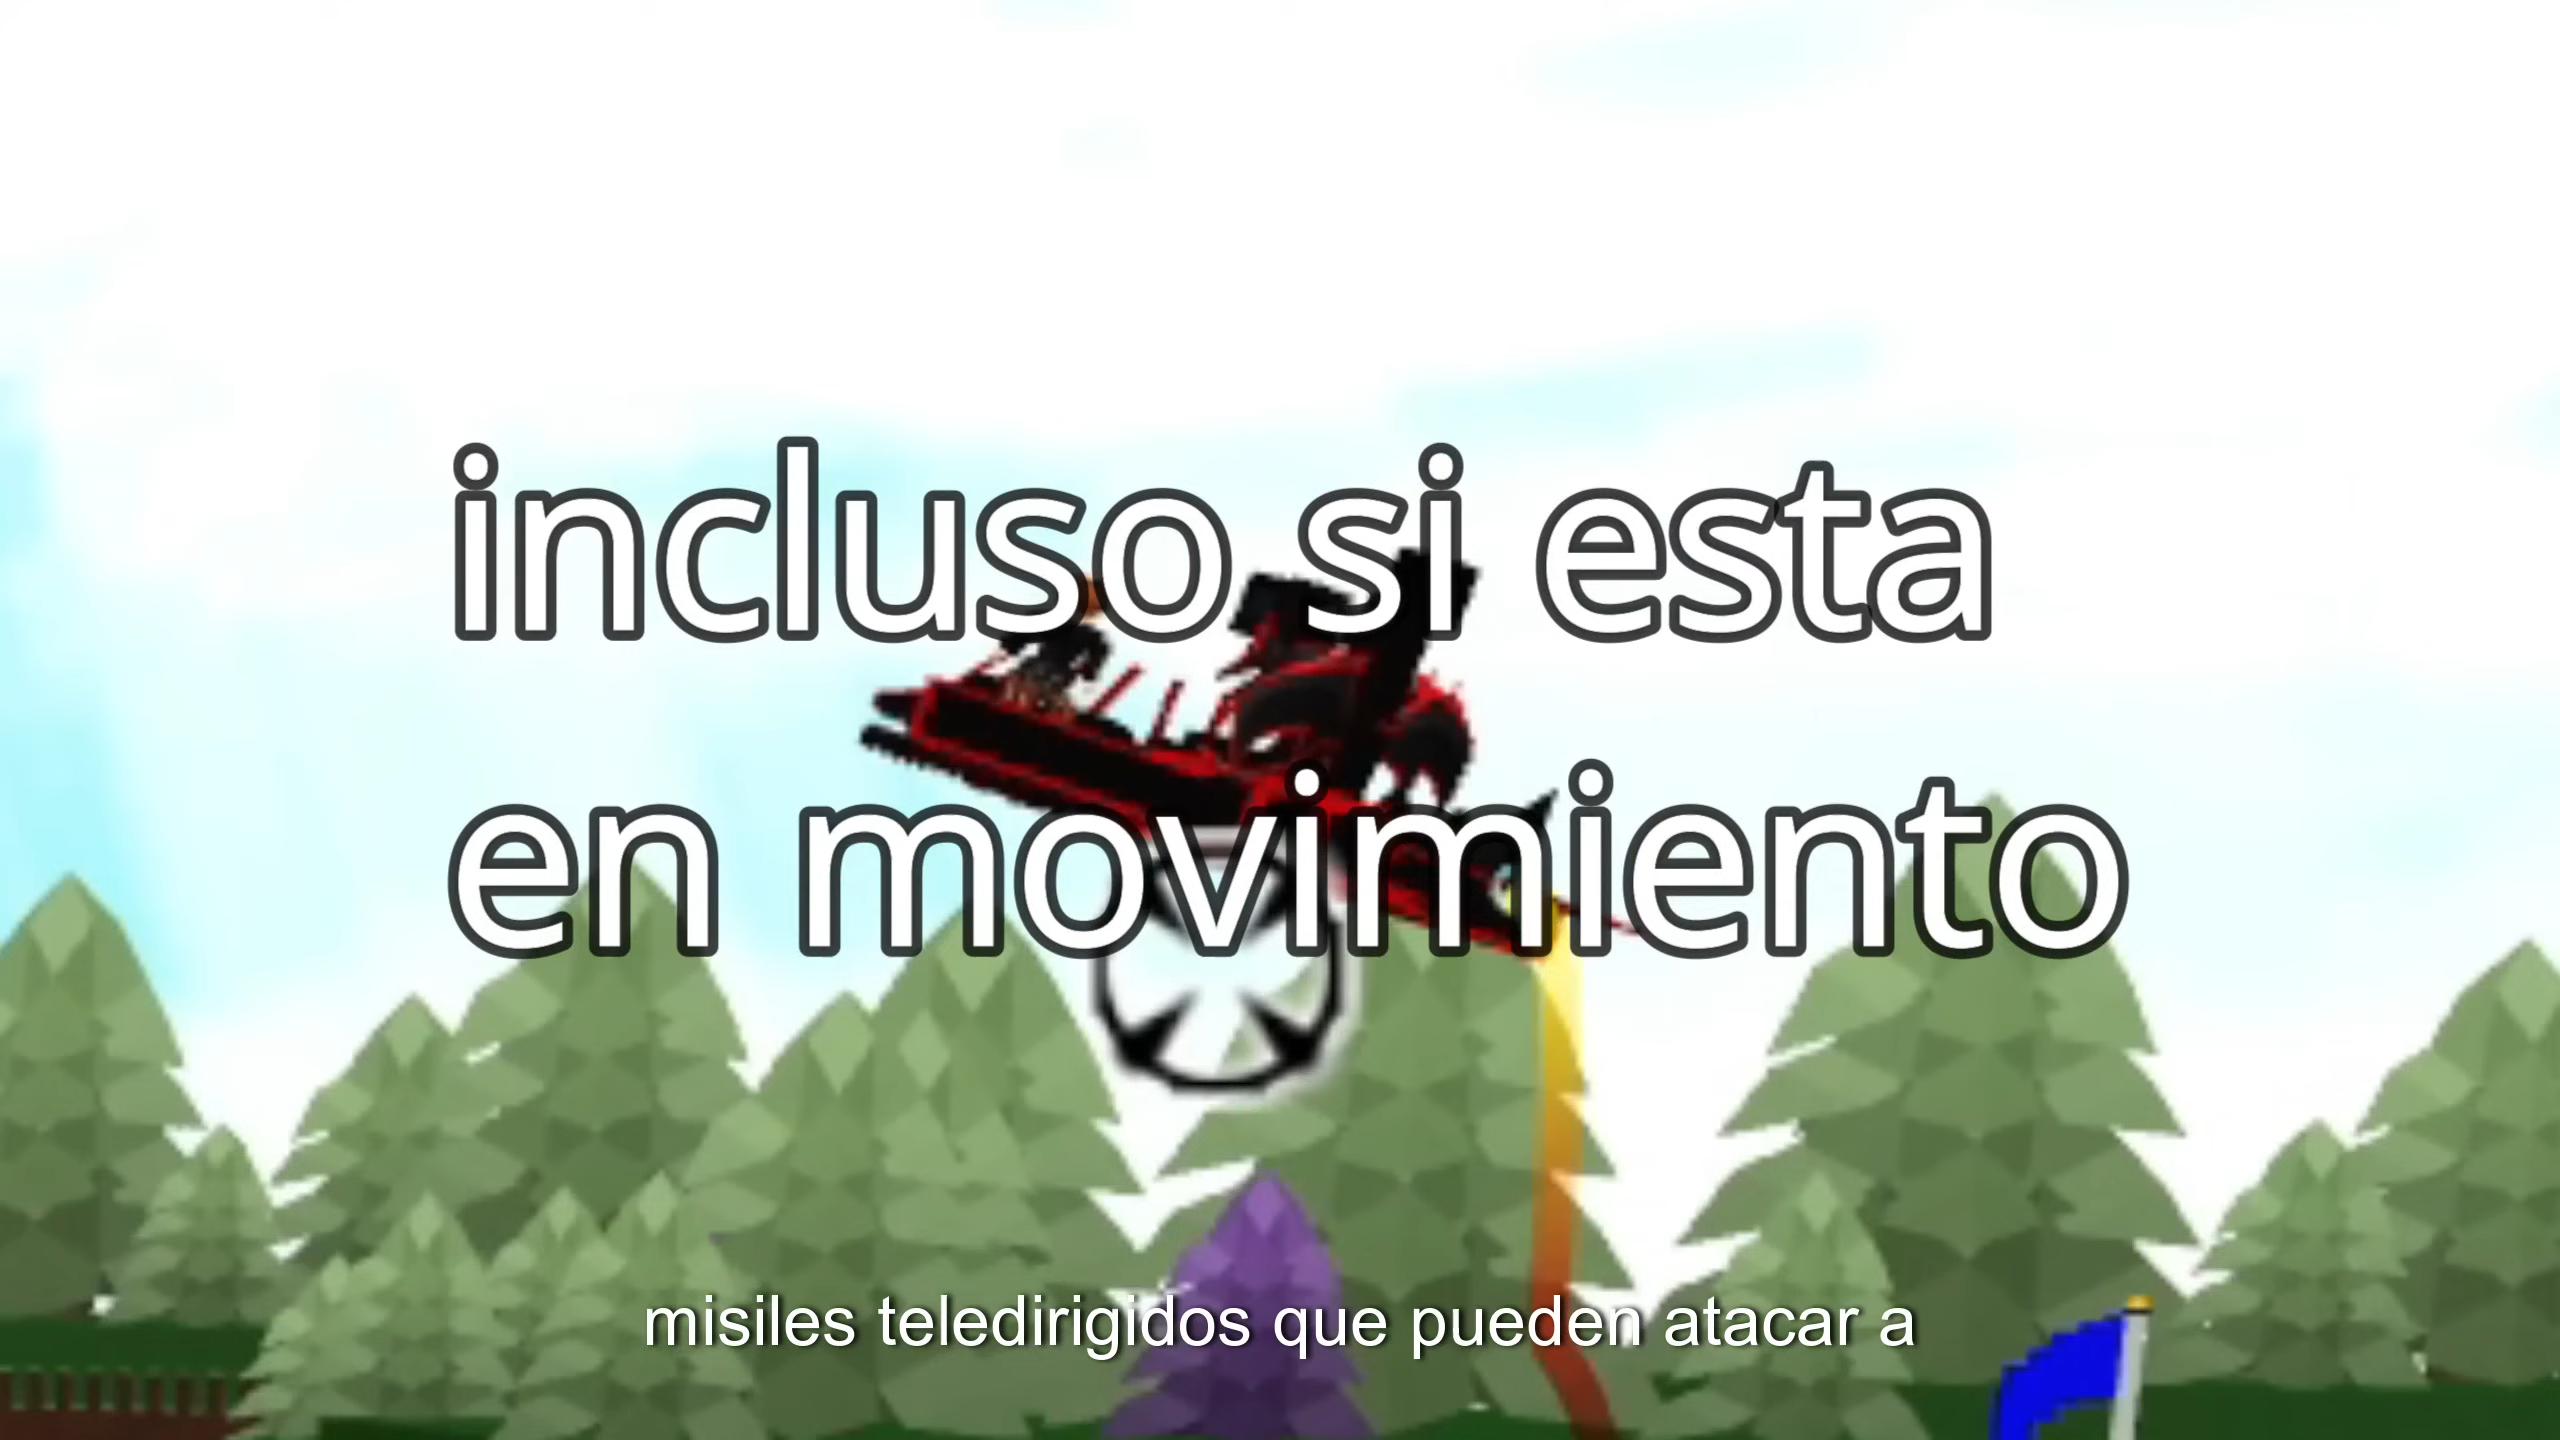 incluso si esta
en movimiento
misiles teledirigidos que pueden atacar a